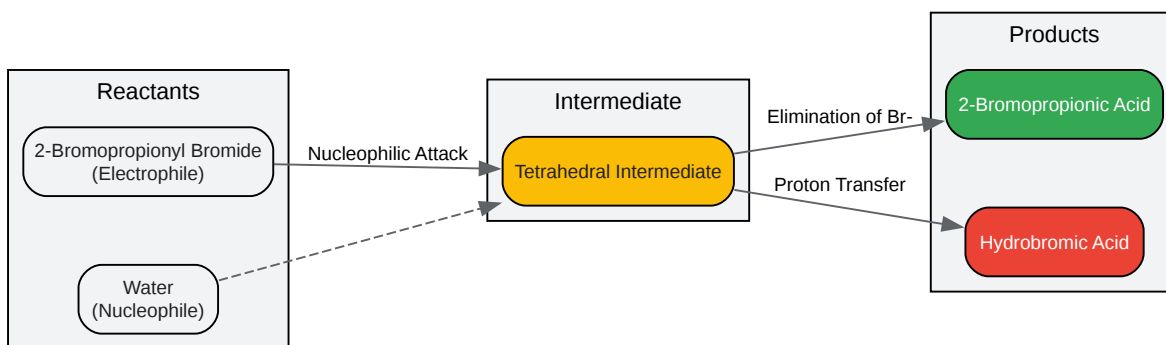 Reactants
2-Bromopropionyl Bromide
(Electrophile)
Water
(Nucleophile)
Nucleophilic Attack
Intermediate
Tetrahedral Intermediate
Elimination of Br-
Proton Transfer
Products
2-Bromopropionic Acid
Hydrobromic Acid